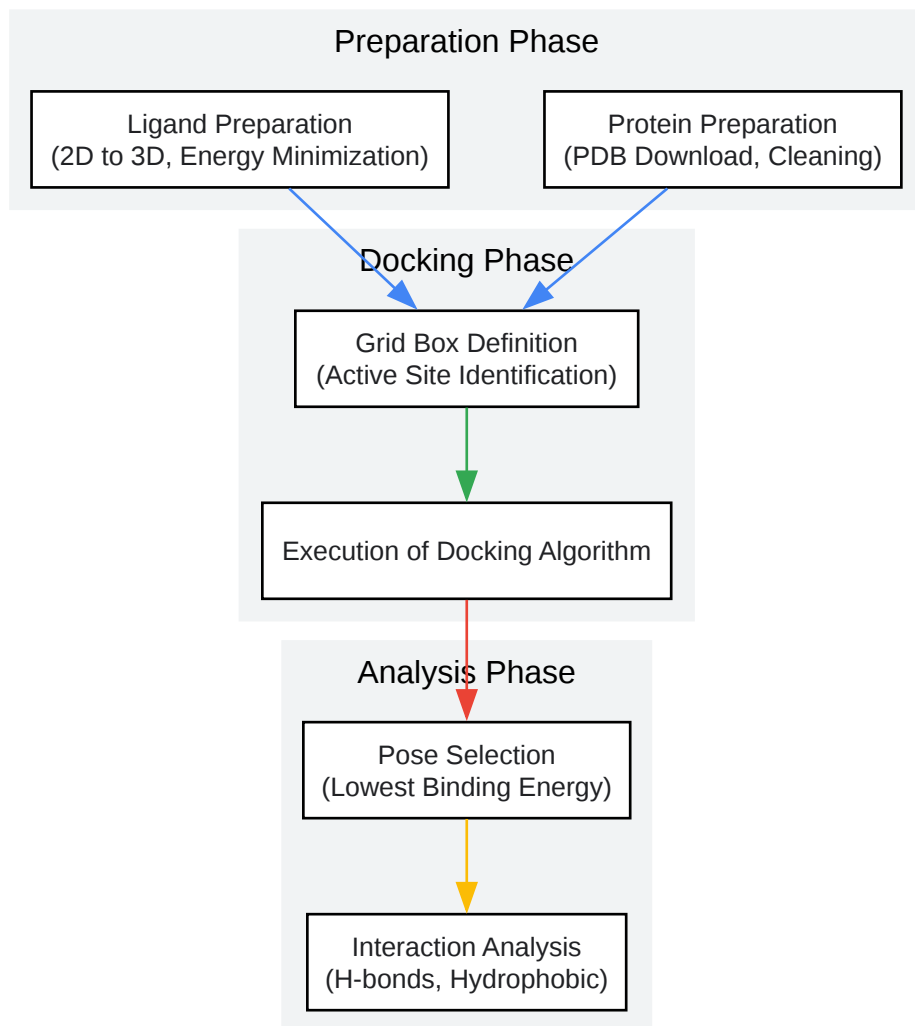 Preparation Phase
Ligand Preparation
(2D to 3D, Energy Minimization)
Protein Preparation
(PDB Download, Cleaning)
Docking Phase
Grid Box Definition
(Active Site Identification)
Execution of Docking Algorithm
Analysis Phase
Pose Selection
(Lowest Binding Energy)
Interaction Analysis
(H-bonds, Hydrophobic)